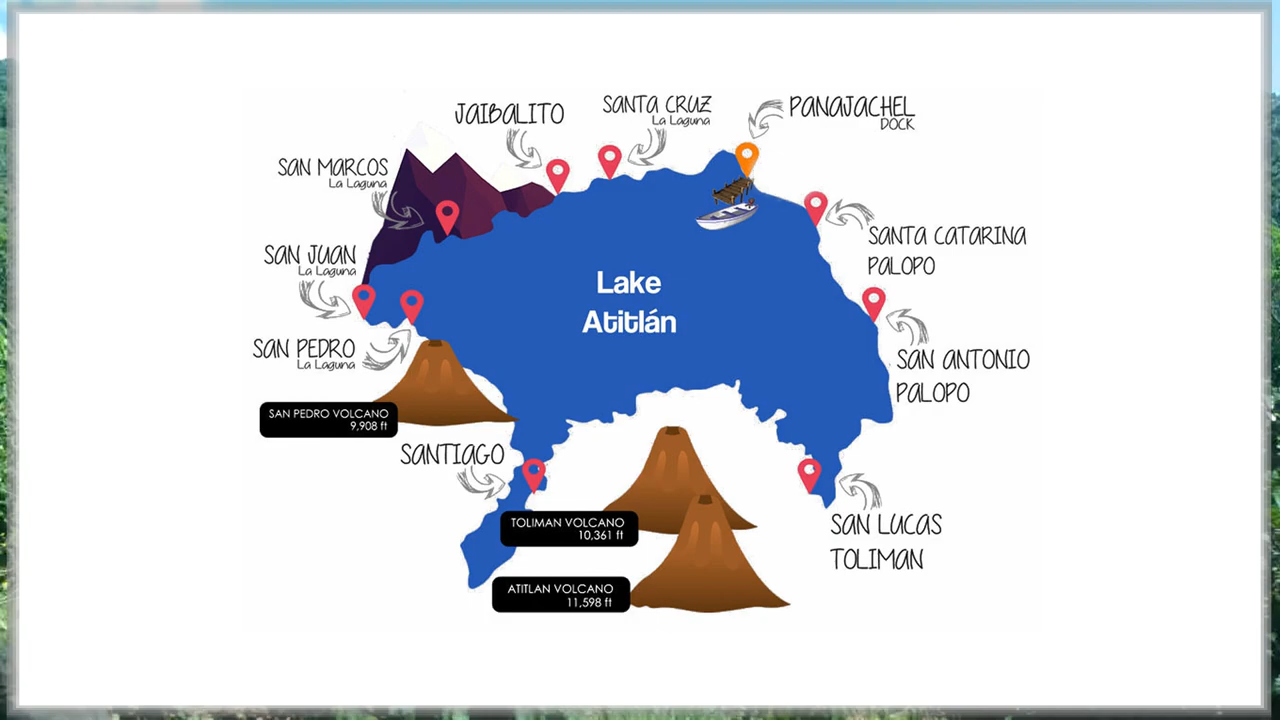 JAIBALITO
SANTA CRUZ
La Laguna
PANAJACHEL
DOCK
SAN MARCOS
La Laguna
SANTA CATARINA
PALOPO
SAN JUAN
La Laguna
Lake
Atitlán
SAN PEDRO
La Laguna
SAN ANTONIO
PALOPO
SAN PEDRO VOLCANO
9,908 ft
SANTIAGO
TOLIMAN VOLCANO
10,361 ft
SAN LUCAS
TOLIMAN
ATITLAN VOLCANO
11,598 ft